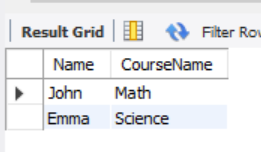 Result Grid Filter Rov
Name CourseName
John Math
Emma Science